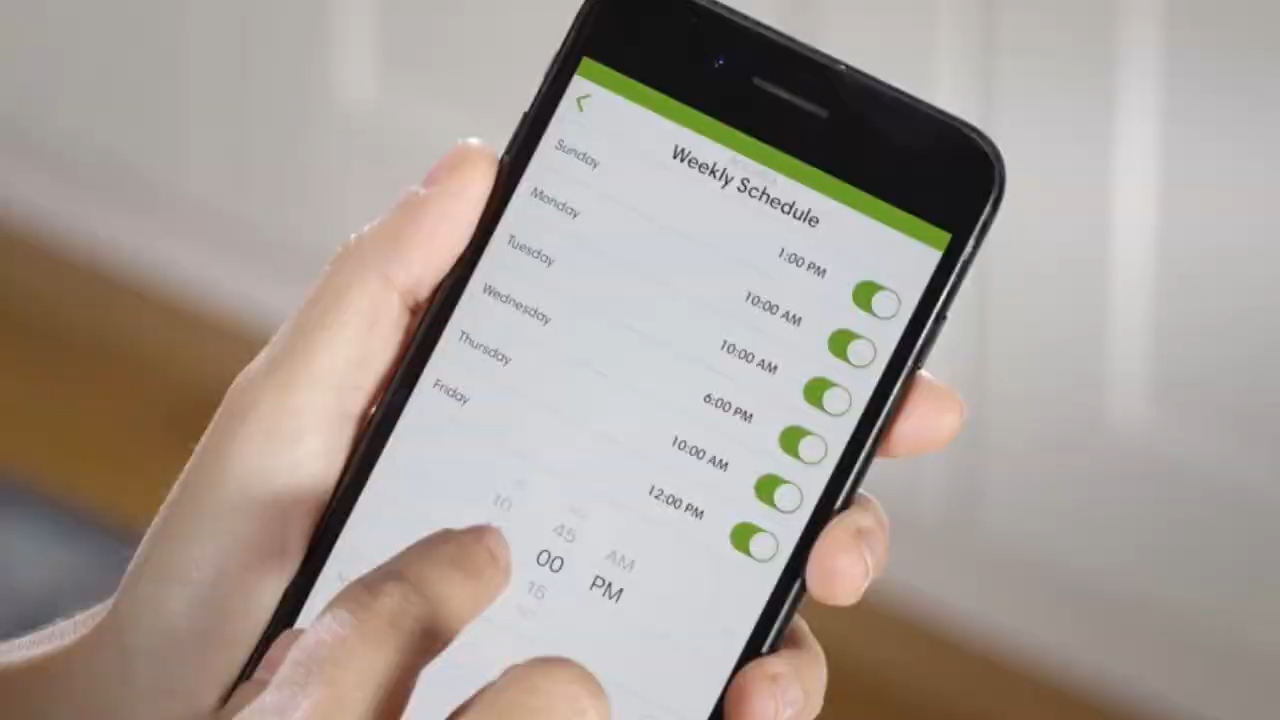 Weekly Schedule
Sunday 1:00 PM
Monday 10:00 AM
Tuesday 10:00 AM
Wednesday 6:00 PM
Thursday 10:00 AM
Friday 12:00 PM
10 45 AM
00 PM